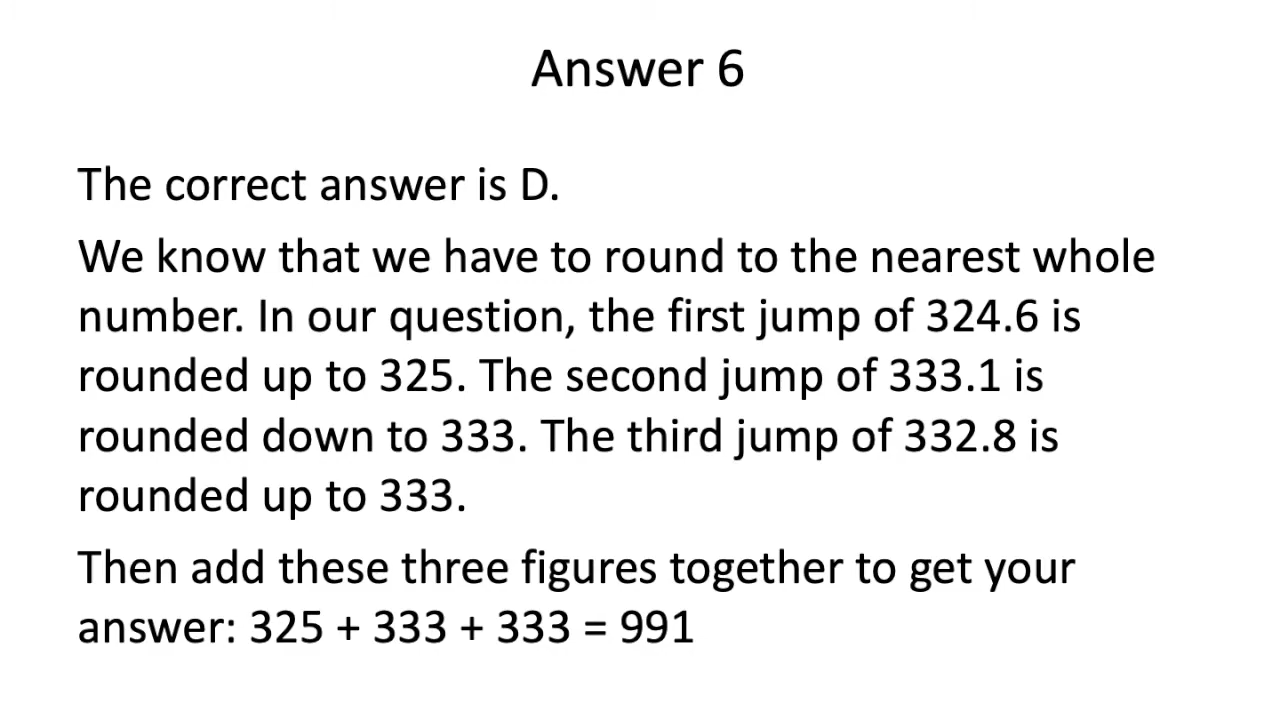 Answer 6
The correct answer is D.
We know that we have to round to the nearest whole
number. In our question, the first jump of 324.6 is
rounded up to 325. The second jump of 333.1 is
rounded down to 333. The third jump of 332.8 is
rounded up to 333.
Then add these three figures together to get your
answer: 325 + 333 + 333 = 991